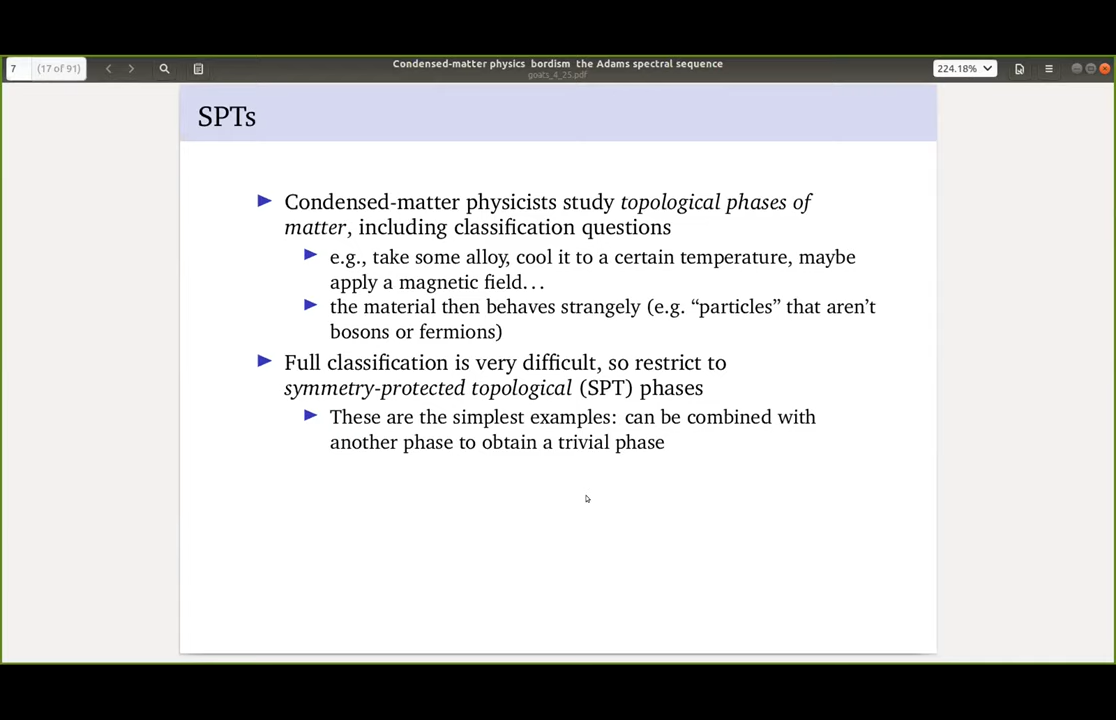 7 (17 of 91)
Condensed-matter physics bordism the Adams spectral sequence
goats_4_25.pdf
224.18%
SPTs
Condensed-matter physicists study topological phases of
matter, including classification questions
e.g., take some alloy, cool it to a certain temperature, maybe
apply a magnetic field...
the material then behaves strangely (e.g. “particles” that aren’t
bosons or fermions)
Full classification is very difficult, so restrict to
symmetry-protected topological (SPT) phases
These are the simplest examples: can be combined with
another phase to obtain a trivial phase